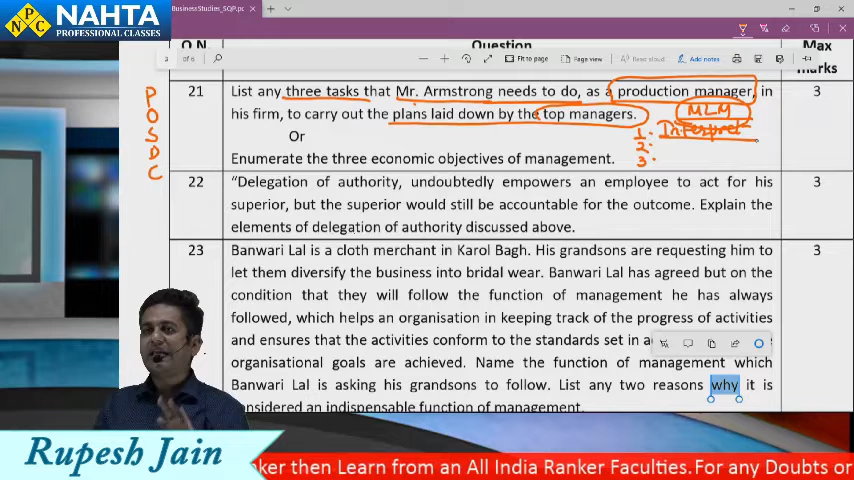 NPC
NAHTA
PROFESSIONAL CLASSES
BusinessStudies_SQP.pc
3 of 6
Fit to page
Page view
Read aloud
Add notes
Q.N. Question Max marks
21 List any three tasks that Mr. Armstrong needs to do, as a production manager, in 3
his firm, to carry out the plans laid down by the top managers.
Or
Enumerate the three economic objectives of management.
MLM
1. Interpret
2.
3.
P
O
S
D
C
22 "Delegation of authority, undoubtedly empowers an employee to act for his 3
superior, but the superior would still be accountable for the outcome. Explain the
elements of delegation of authority discussed above.
23 Banwari Lal is a cloth merchant in Karol Bagh. His grandsons are requesting him to 3
let them diversify the business into bridal wear. Banwari Lal has agreed but on the
condition that they will follow the function of management he has always
followed, which helps an organisation in keeping track of the progress of activities
and ensures that the activities conform to the standards set in
organisational goals are achieved. Name the function of management which
Banwari Lal is asking his grandsons to follow. List any two reasons why it is
considered an indispensable function of management.
Rupesh Jain
ker then Learn from an All India Ranker Faculties.For any Doubts or